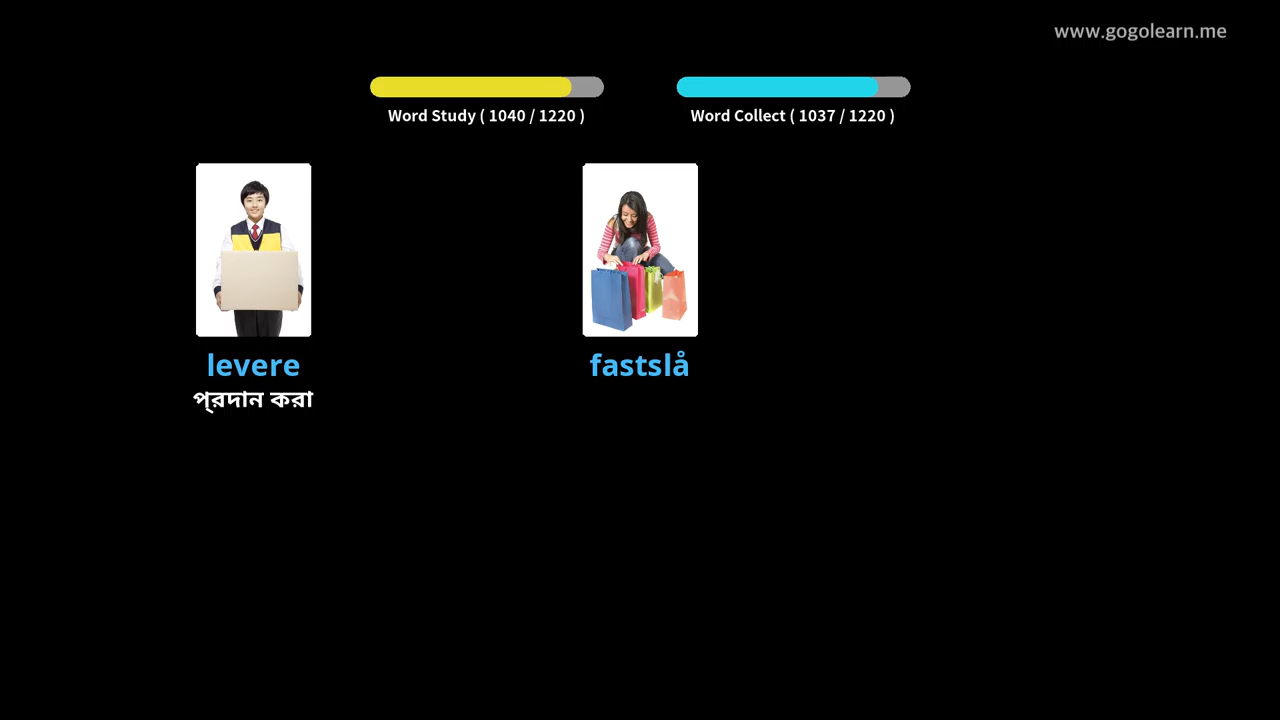 www.gogolearn.me
Word Study ( 1040 / 1220 )
Word Collect ( 1037 / 1220 )
levere
প্রদান করা
fastslå